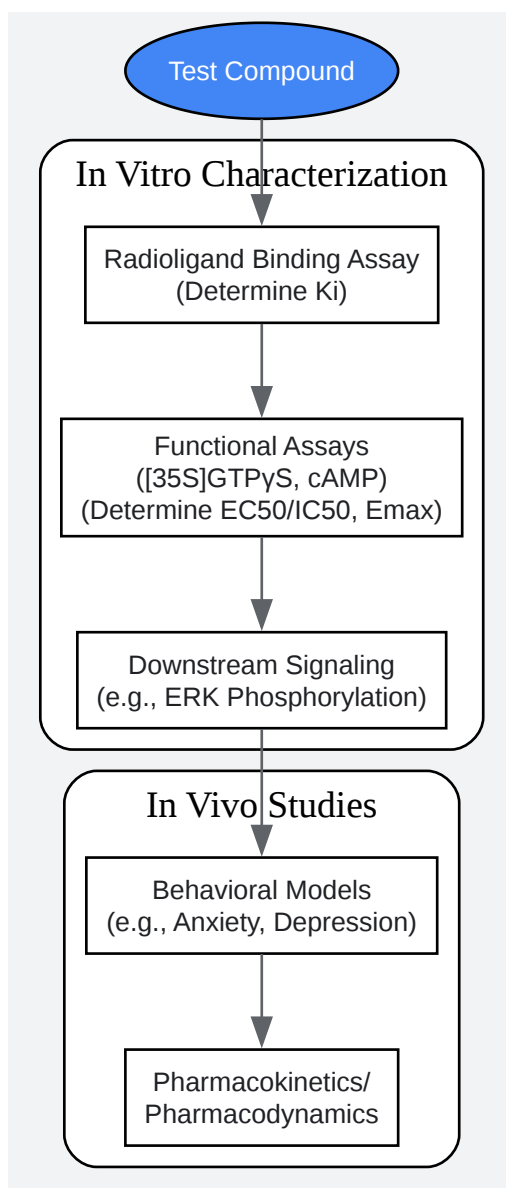 Test Compound
In Vitro Characterization
Radioligand Binding Assay
(Determine Ki)
Functional Assays
([35S]GTPγS, cAMP)
(Determine EC50/IC50, Emax)
Downstream Signaling
(e.g., ERK Phosphorylation)
In Vivo Studies
Behavioral Models
(e.g., Anxiety, Depression)
Pharmacokinetics/
Pharmacodynamics